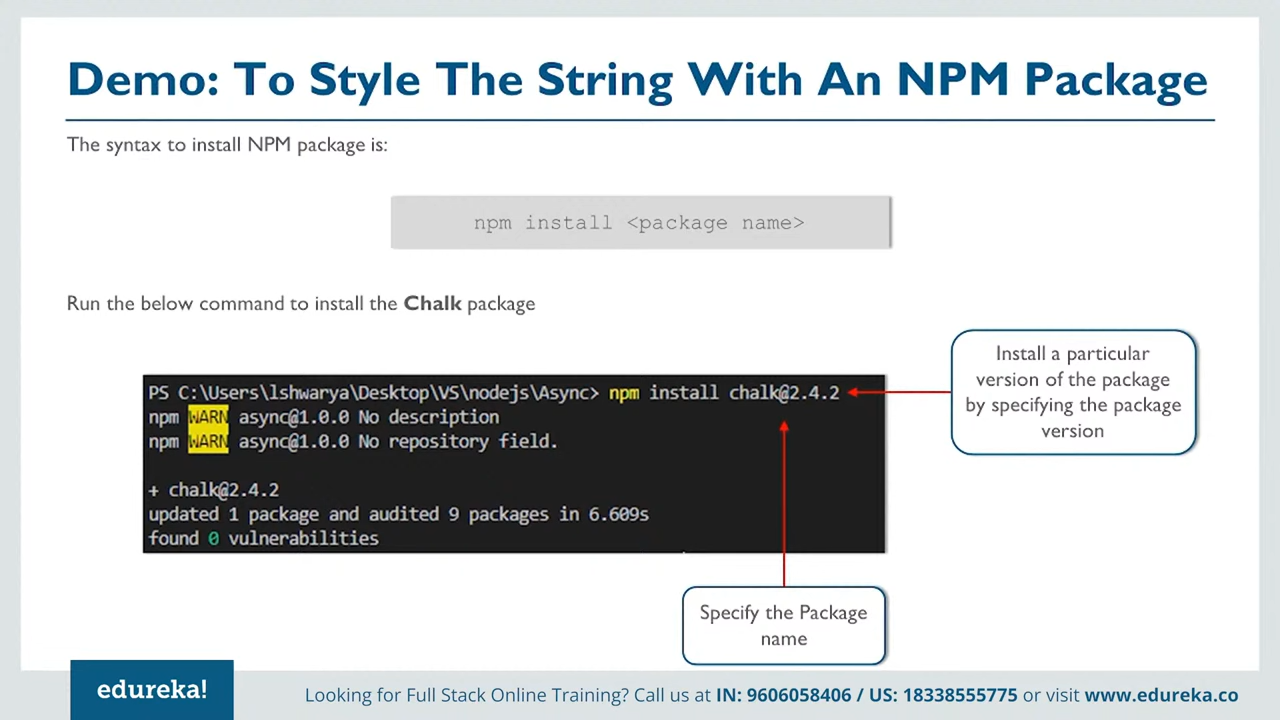 Demo: To Style The String With An NPM Package
The syntax to install NPM package is:
npm install <package name>
Run the below command to install the Chalk package
Install a particular
version of the package
by specifying the package
version
PS C:\Users\lshwarya\Desktop\VS\nodejs\Async> npm install chalk@2.4.2
npm WARN async@1.0.0 No description
npm WARN async@1.0.0 No repository field.
+ chalk@2.4.2
updated 1 package and audited 9 packages in 6.609s
found 0 vulnerabilities
Specify the Package
name
edureka!
Looking for Full Stack Online Training? Call us at IN: 9606058406 / US: 18338555775 or visit www.edureka.co